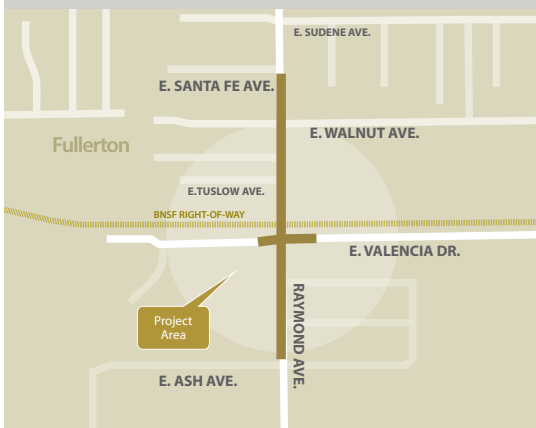 E. SUDENE AVE.
E. SANTA FE AVE.
E. WALNUT AVE.
Fullerton
E.TUSLOW AVE.
BNSF RIGHT-OF-WAY
E. VALENCIA DR.
RAYMOND AVE.
Project
Area
E. ASH AVE.